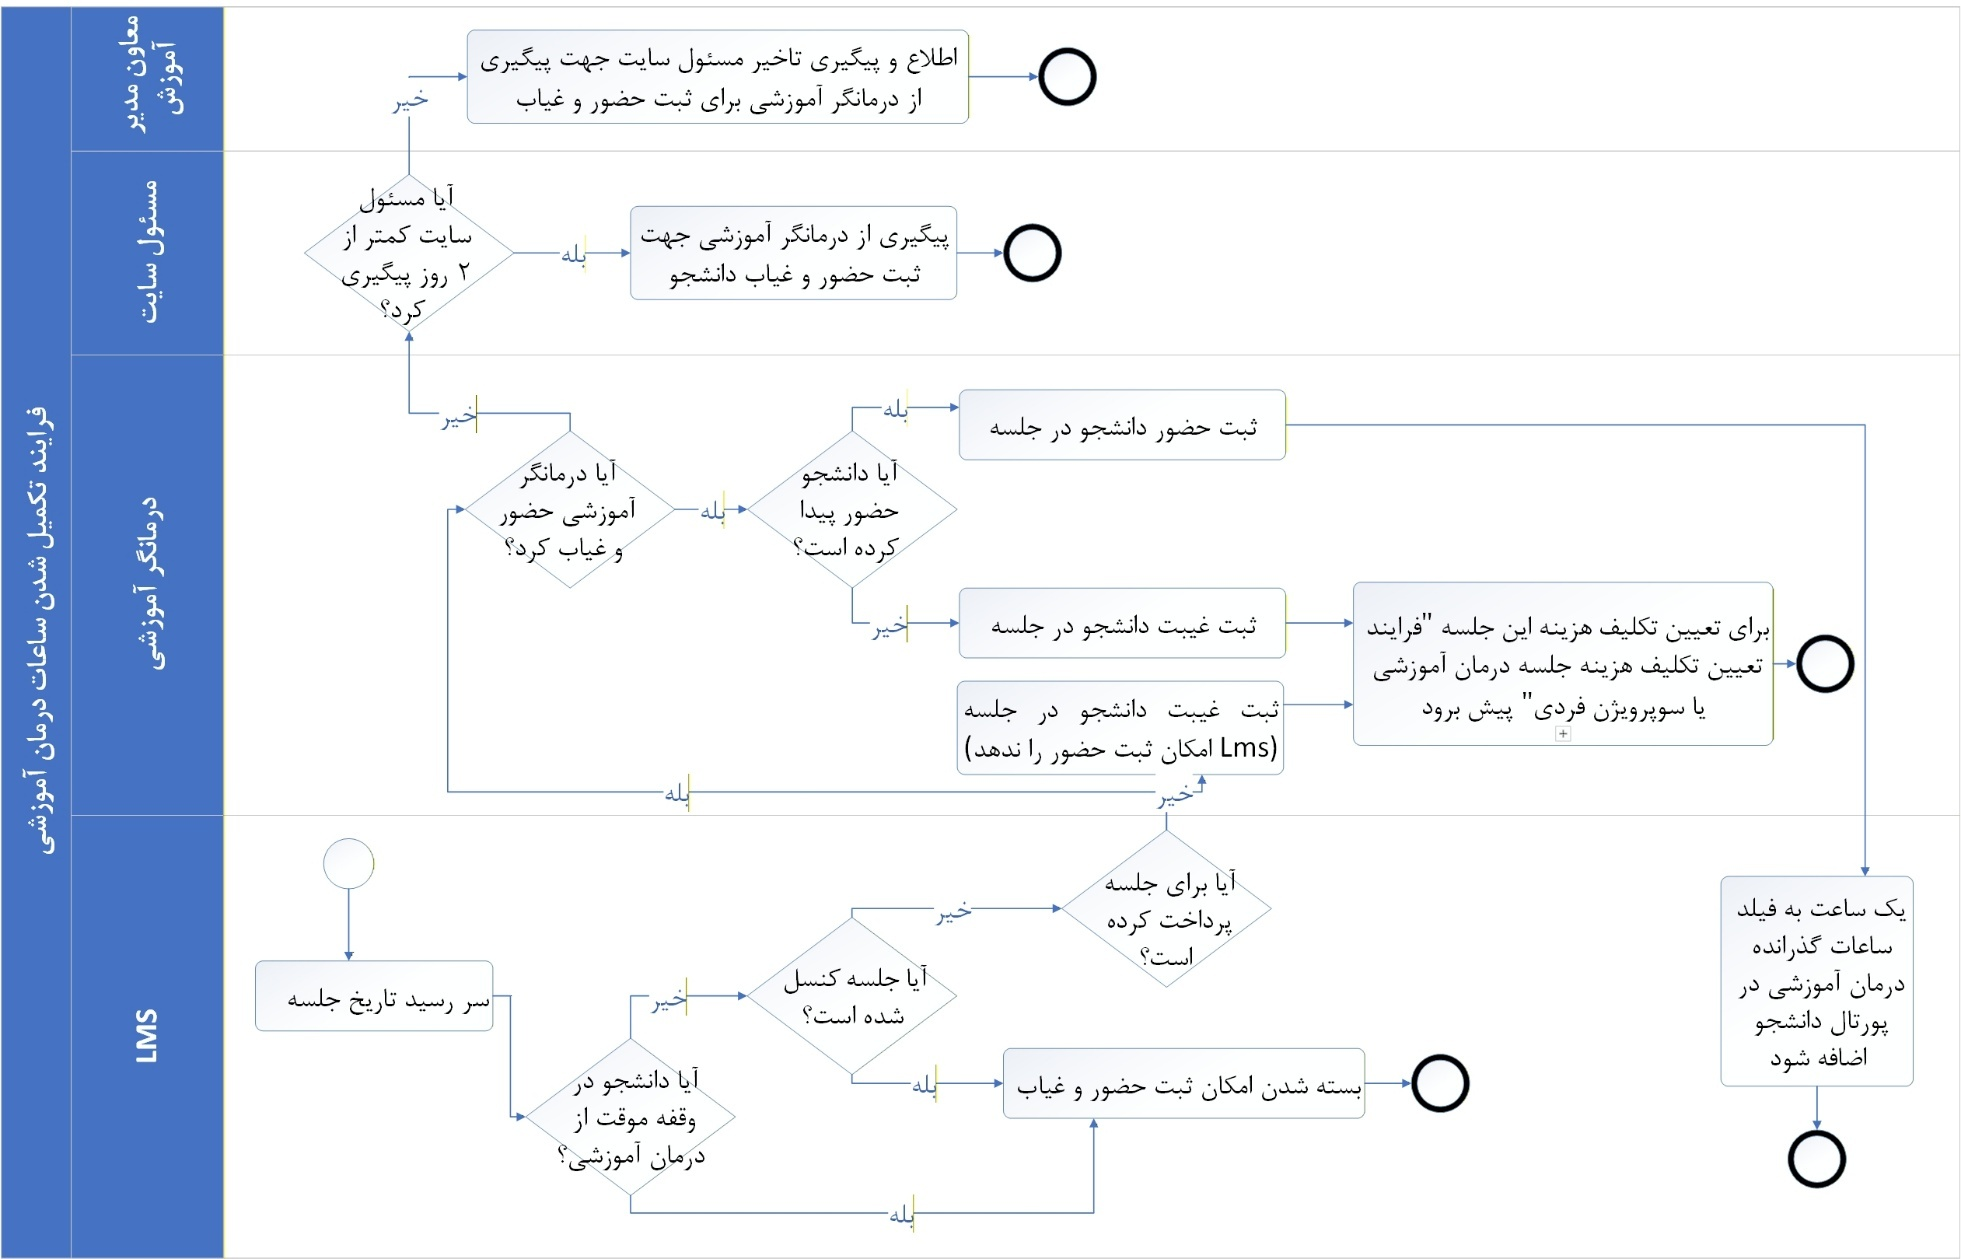 فرایند تکمیل شدن ساعات درمان آموزشی
معاون مدیر
آموزش
اطلاع و پیگیری تاخیر مسئول سایت جهت پیگیری
از درمانگر آموزشی برای ثبت حضور و غیاب
خیر
مسئول سایت
آیا مسئول
سایت کمتر از
۲ روز پیگیری
کرد؟
بله
پیگیری از درمانگر آموزشی جهت
ثبت حضور و غیاب دانشجو
درمانگر آموزشی
خیر
آیا درمانگر
آموزشی حضور
و غیاب کرد؟
بله
آیا دانشجو
حضور پیدا
کرده است؟
بله
ثبت حضور دانشجو در جلسه
خیر
ثبت غیبت دانشجو در جلسه
برای تعیین تکلیف هزینه این جلسه "فرایند
تعیین تکلیف هزینه جلسه درمان آموزشی
یا سوپرویژن فردی" پیش برود
ثبت غیبت دانشجو در جلسه
(Lms امکان ثبت حضور را ندهد)
بله
خیر
LMS
سر رسید تاریخ جلسه
آیا دانشجو در
وقفه موقت از
درمان آموزشی؟
خیر
بله
آیا جلسه کنسل
شده است؟
خیر
بله
آیا برای جلسه
پرداخت کرده
است؟
بسته شدن امکان ثبت حضور و غیاب
یک ساعت به فیلد
ساعات گذرانده
درمان آموزشی در
پورتال دانشجو
اضافه شود